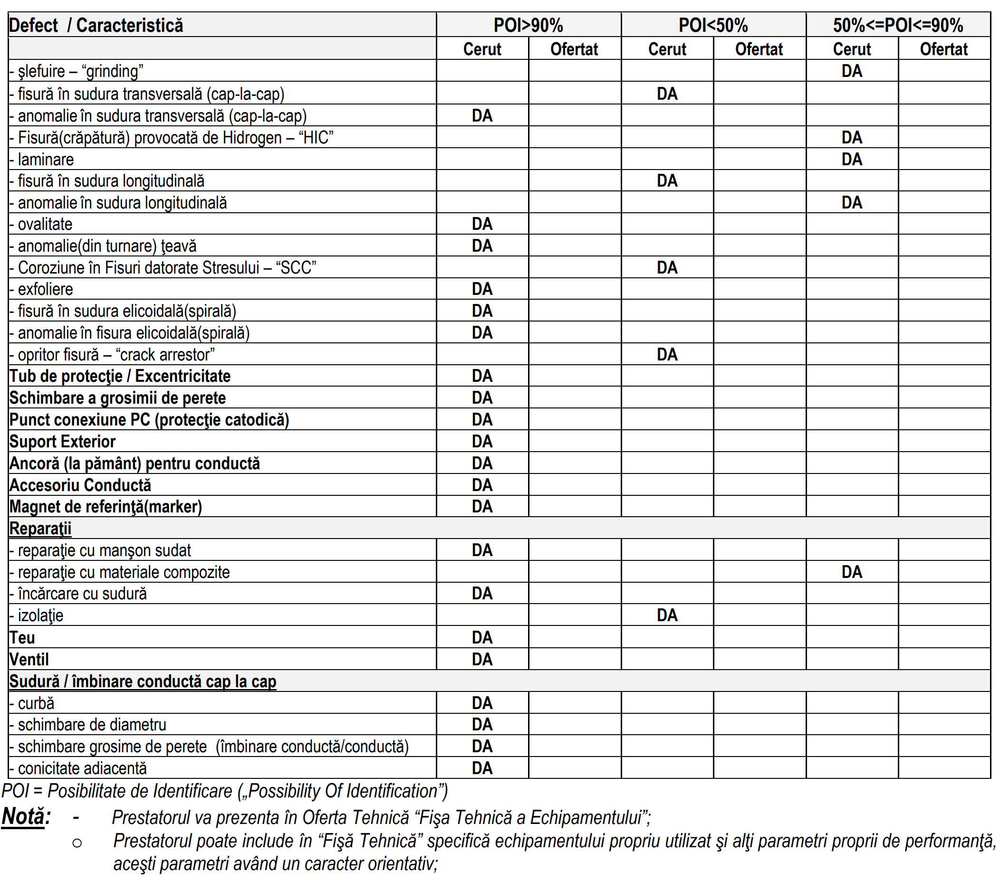 Defect / Caracteristică POI>90% POI<50% 50%<=POI<=90%
Cerut Ofertat Cerut Ofertat Cerut Ofertat
- şlefuire – “grinding” DA
- fisură în sudura transversală (cap-la-cap) DA
- anomalie în sudura transversală (cap-la-cap) DA
- Fisură(crăpătură) provocată de Hidrogen – “HIC” DA
- laminare DA
- fisură în sudura longitudinală DA
- anomalie în sudura longitudinală DA
- ovalitate DA
- anomalie(din turnare) ţeavă DA
- Coroziune în Fisuri datorate Stresului – “SCC” DA
- exfoliere DA
- fisură în sudura elicoidală(spirală) DA
- anomalie în fisura elicoidală(spirală) DA
- opritor fisură – “crack arrestor” DA
Tub de protecţie / Excentricitate DA
Schimbare a grosimii de perete DA
Punct conexiune PC (protecţie catodică) DA
Suport Exterior DA
Ancoră (la pământ) pentru conductă DA
Accesoriu Conductă DA
Magnet de referinţă(marker) DA
Reparaţii
- reparaţie cu manşon sudat DA
- reparaţie cu materiale compozite DA
- încărcare cu sudură DA
- izolaţie DA
Teu DA
Ventil DA
Sudură / îmbinare conductă cap la cap
- curbă DA
- schimbare de diametru DA
- schimbare grosime de perete (îmbinare conductă/conductă) DA
- conicitate adiacentă DA
POI = Posibilitate de Identificare („Possibility Of Identification”)
Notă: - Prestatorul va prezenta în Oferta Tehnică “Fişa Tehnică a Echipamentului”;
○ Prestatorul poate include în “Fişă Tehnică” specifică echipamentului propriu utilizat şi alţi parametri proprii de performanţă,
aceşti parametri având un caracter orientativ;